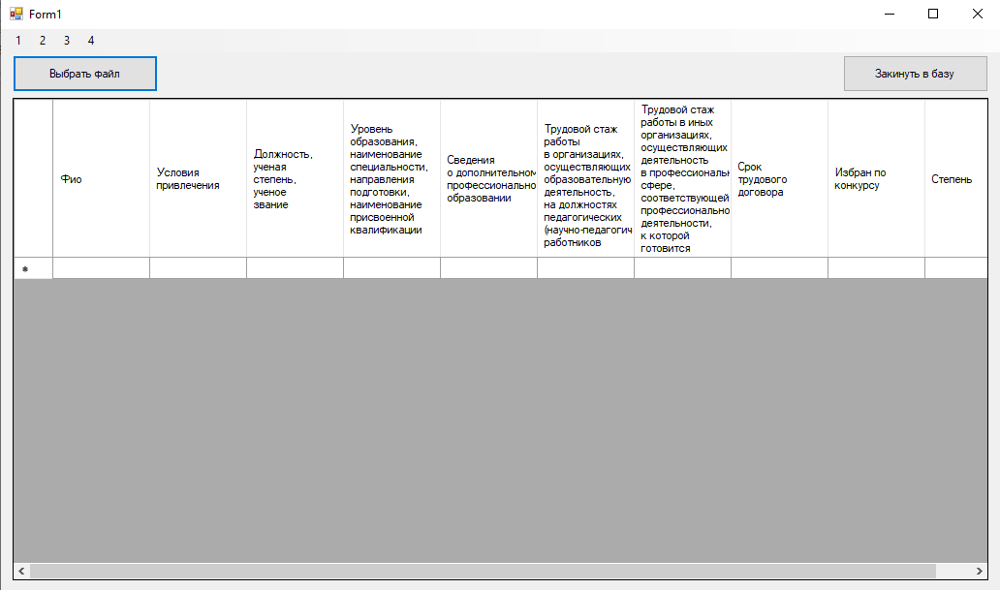 Form1
1 2 3 4
Выбрать файл
Закинуть в базу
Фио
Условия
привлечения
Должность,
ученая
степень,
ученое
звание
Уровень
образования,
наименование
специальности,
направления
подготовки,
наименование
присвоенной
квалификации
Сведения
о дополнительном
профессионально
образовании
Трудовой стаж
работы
в организациях,
осуществляющих
образовательную
деятельность,
на должностях
педагогических
(научно-педагогич
работников
Трудовой стаж
работы в иных
организациях,
осуществляющих
деятельность
в профессиональн
сфере,
соответствующей
профессионально
деятельности,
к которой
готовится
Срок
трудового
договора
Избран по
конкурсу
Степень